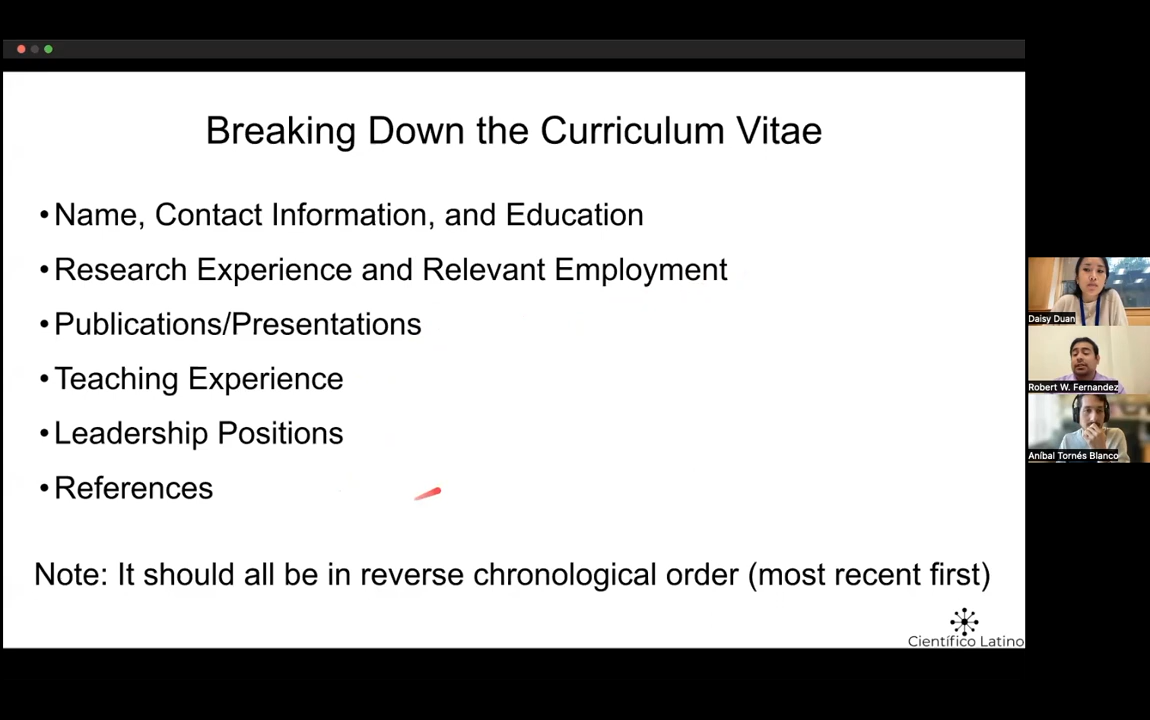 Breaking Down the Curriculum Vitae
•Name, Contact Information, and Education
•Research Experience and Relevant Employment
•Publications/Presentations
•Teaching Experience
•Leadership Positions
•References
Note: It should all be in reverse chronological order (most recent first)
Científico Latino
Daisy Duan
Robert W. Fernandez
Aníbal Tornés Blanco